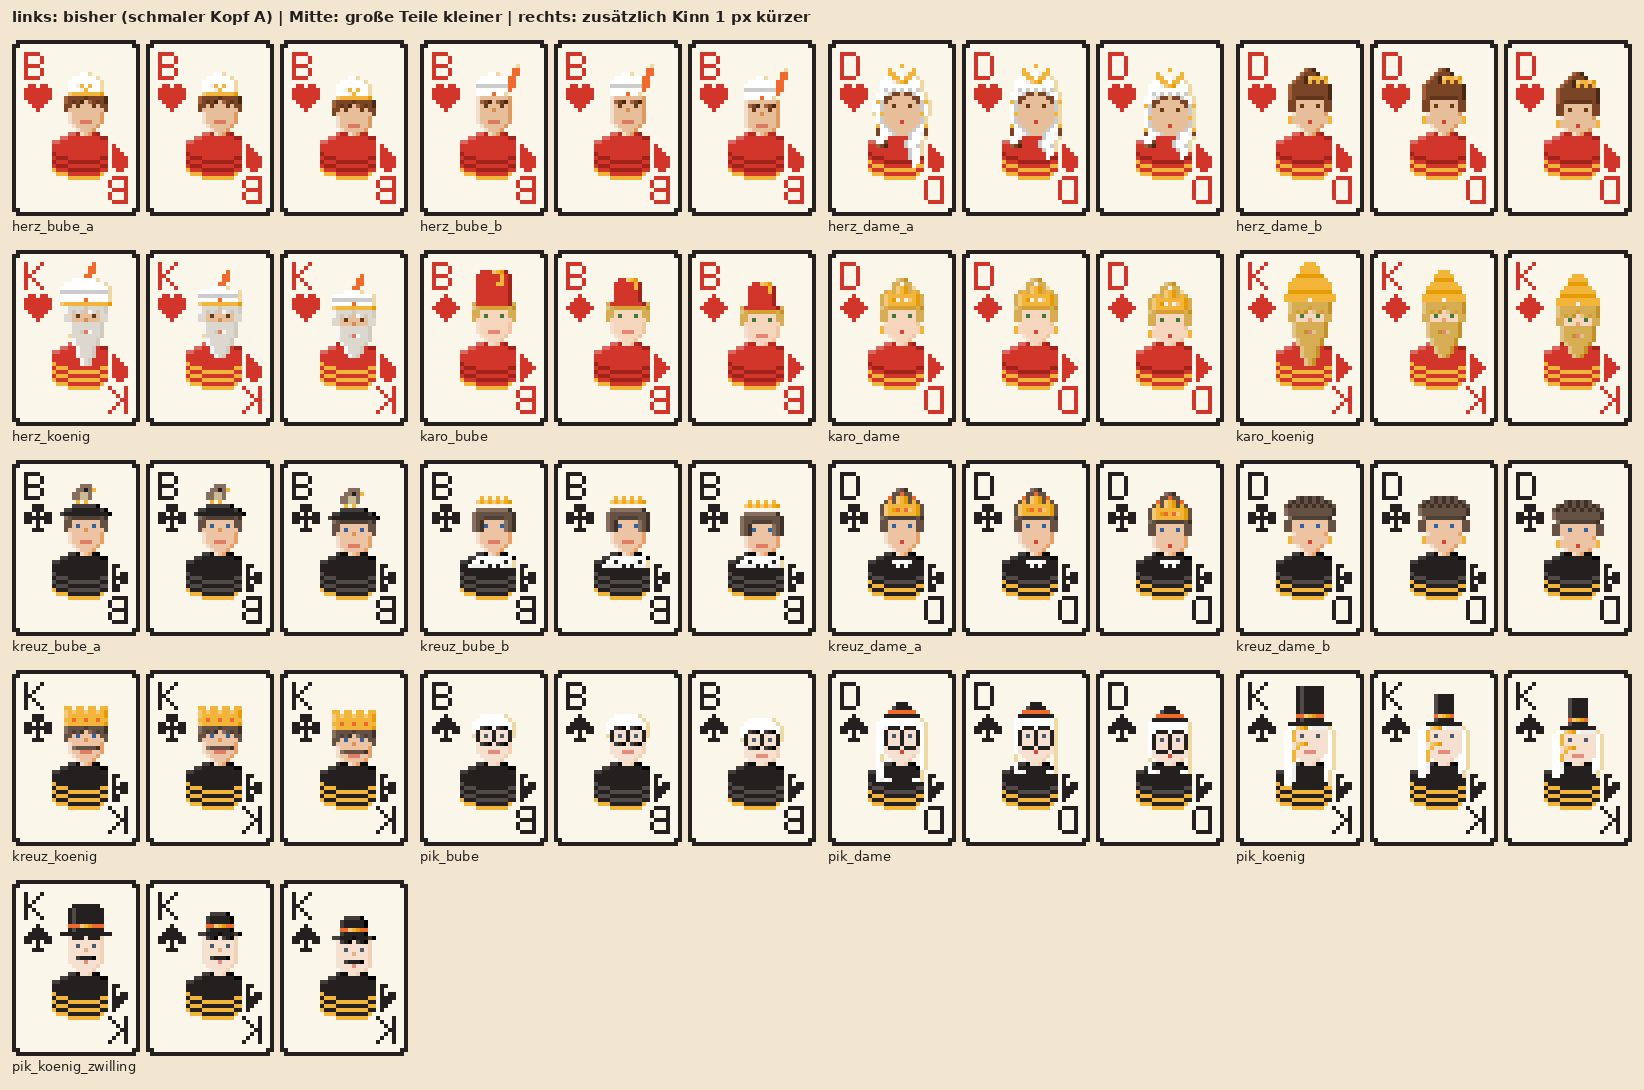 links: bisher (schmaler Kopf A) | Mitte: große Teile kleiner | rechts: zusätzlich Kinn 1 px kürzer
B B B B B B D D D D D D
B B B B B B D D D D D D
herz_bube_a herz_bube_b herz_dame_a herz_dame_b
K K K B B B D D D K K K
K K K B B B D D D K K K
herz_koenig karo_bube karo_dame karo_koenig
B B B B B B D D D D D D
B B B B B B D D D D D D
kreuz_bube_a kreuz_bube_b kreuz_dame_a kreuz_dame_b
K K K B B B D D D K K K
K K K B B B D D D K K K
kreuz_koenig pik_bube pik_dame pik_koenig
K K K
K K K
pik_koenig_zwilling